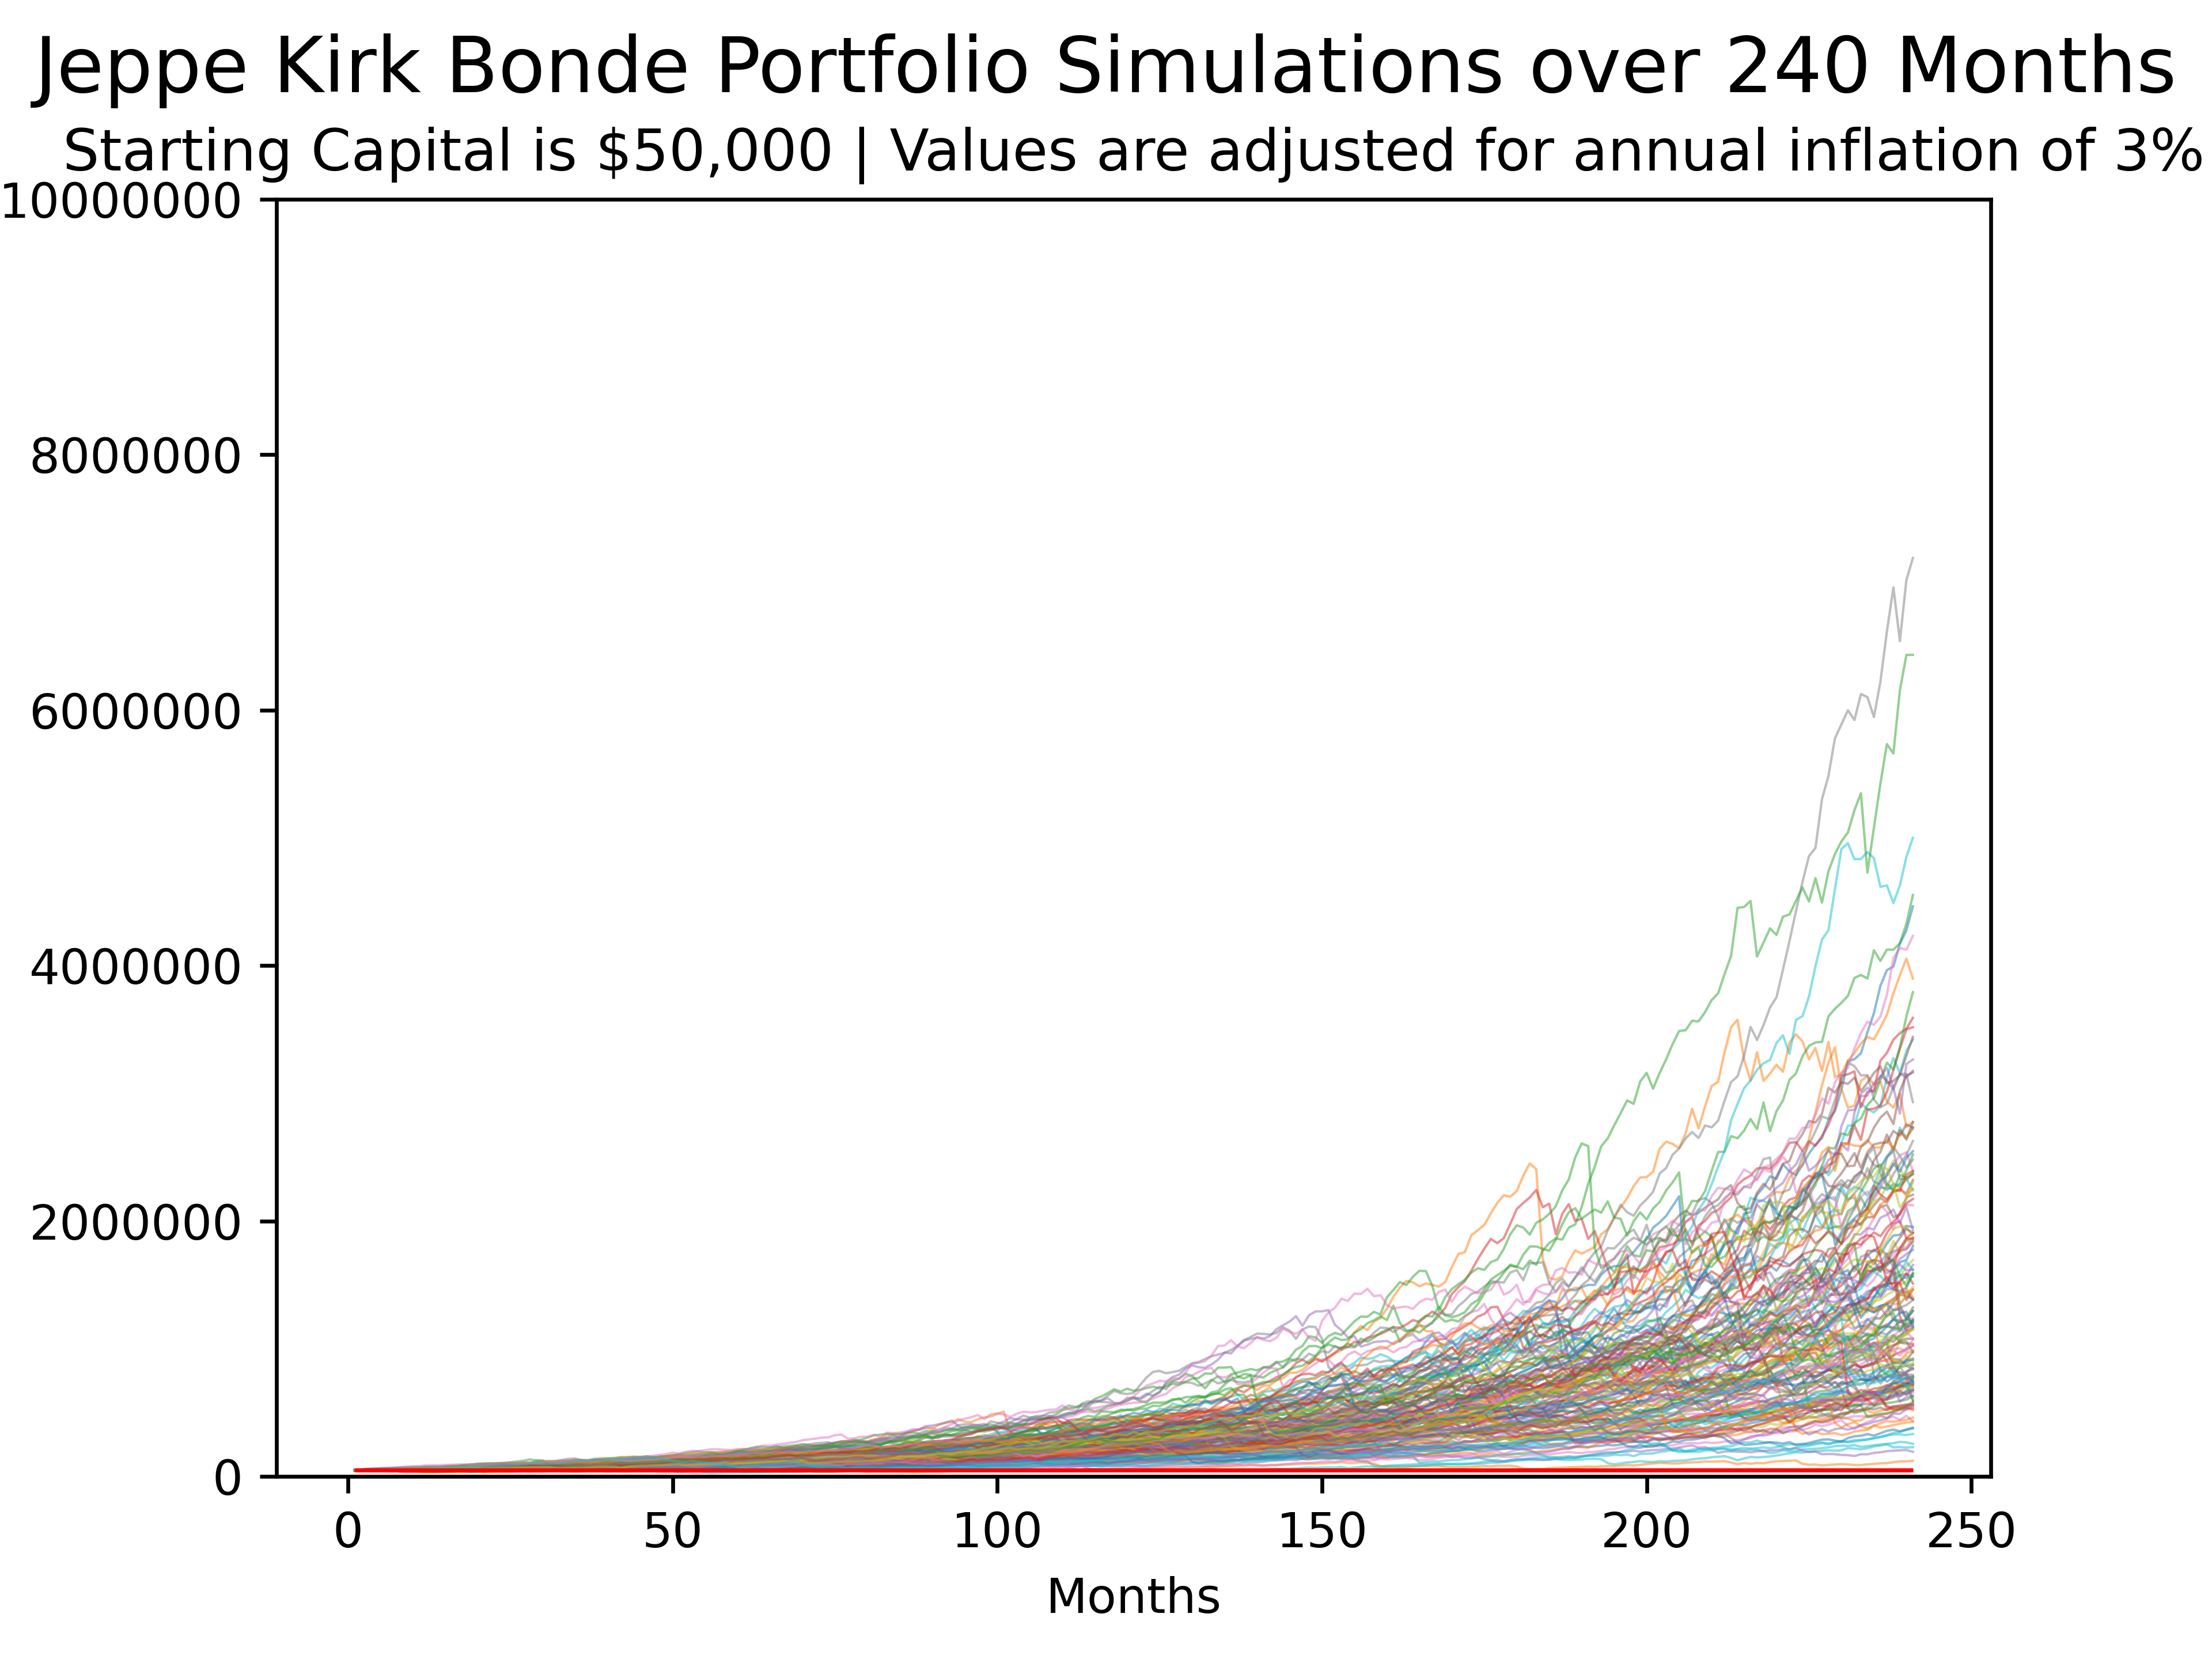 Jeppe Kirk Bonde Portfolio Simulations over 240 Months
Starting Capital is $50,000 | Values are adjusted for annual inflation of 3%
10000000
8000000
6000000
4000000
2000000
0
0 50 100 150 200 250
Months